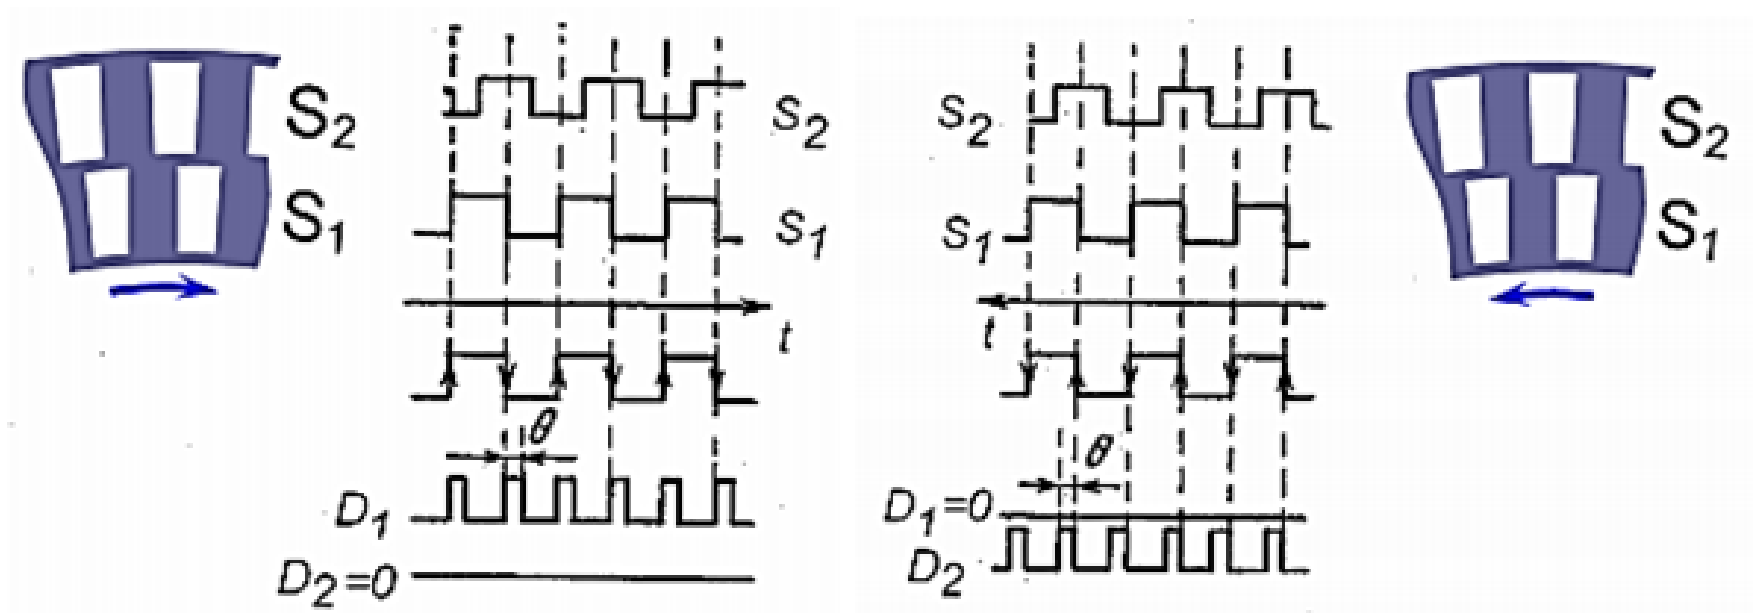 S₂
S₁
S₂
S₁
t
θ
D₁
D₂=0
S₂
S₁
t
θ
D₁=0
D₂
S₂
S₁